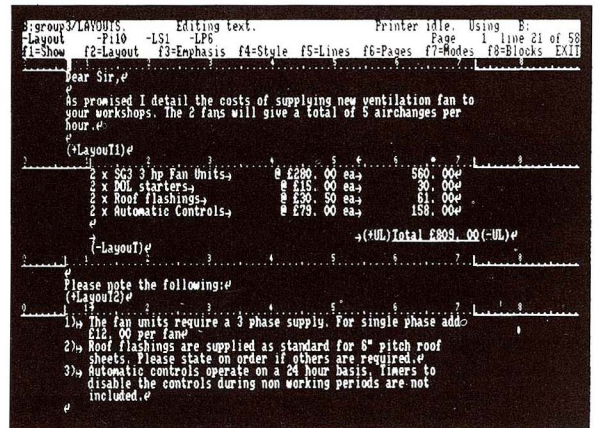 B:group3/LAYOUTS. Editing text. Printer idle. Using B:
-Layout -Pi10 -LS1 -LP6 Page 1 line 21 of 58
f1=Show f2=Layout f3=Emphasis f4=Style f5=Lines f6=Pages f7=Modes f8=Blocks EXIT
Dear Sir,↵
As promised I detail the costs of supplying new ventilation fan to
your workshops. The 2 fans will give a total of 5 airchanges per
hour.↵
(+LayouT1)↵
2 x SG3 3 hp Fan Units→ @ £280. 00 ea→ 560. 00↵
2 x DOL starters→ @ £15. 00 ea→ 30. 00↵
2 x Roof flashings→ @ £30. 50 ea→ 61. 00↵
2 x Automatic Controls→ @ £79. 00 ea→ 158. 00↵
→(+UL)Total £809. 00(-UL)↵
(-LayouT)↵
Please note the following:↵
(+LayouT2)↵
1)→ The fan units require a 3 phase supply. For single phase add
£12. 00 per fan↵
2)→ Roof flashings are supplied as standard for 6" pitch roof
sheets. Please state on order if others are required.↵
3)→ Automatic controls operate on a 24 hour basis. Timers to
disable the controls during non working periods are not
included.↵